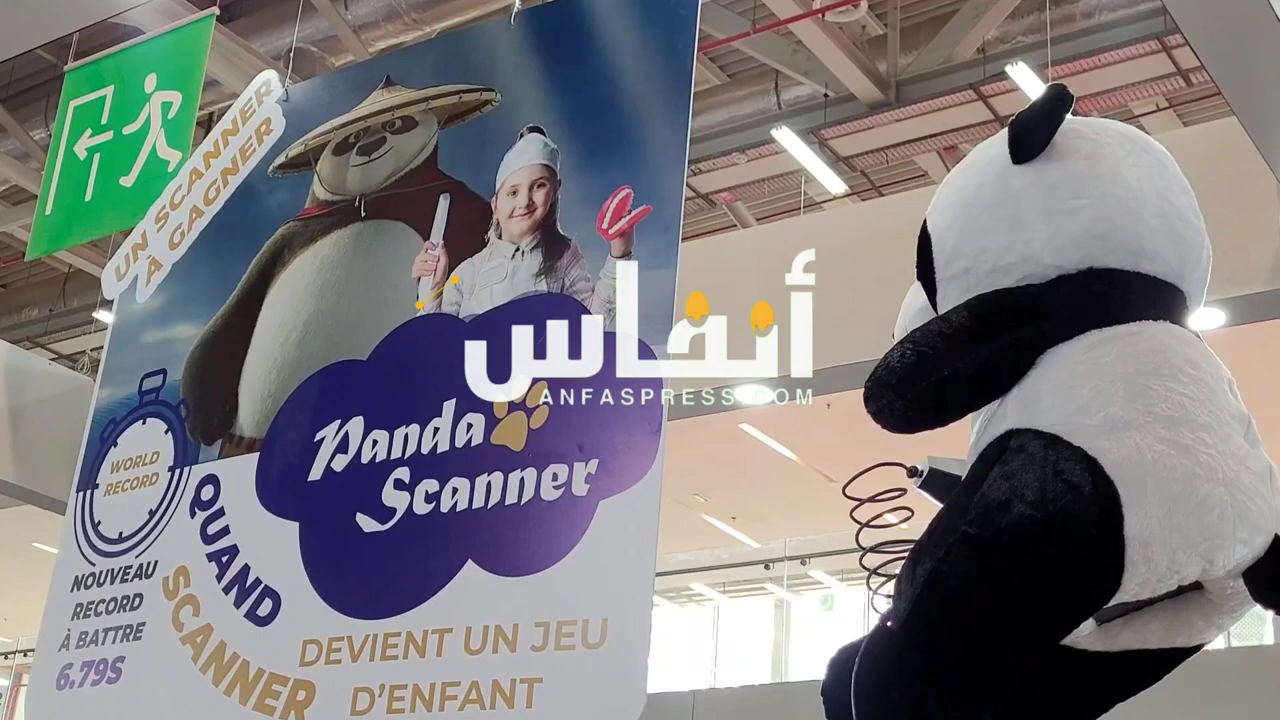 UN SCANNER
À GAGNER
أنفاس
ANFASPRESS.COM
Panda
Scanner
WORLD
RECORD
NOUVEAU
RECORD
À BATTRE
6.79S
QUAND
SCANNER
DEVIENT UN JEU
D'ENFANT